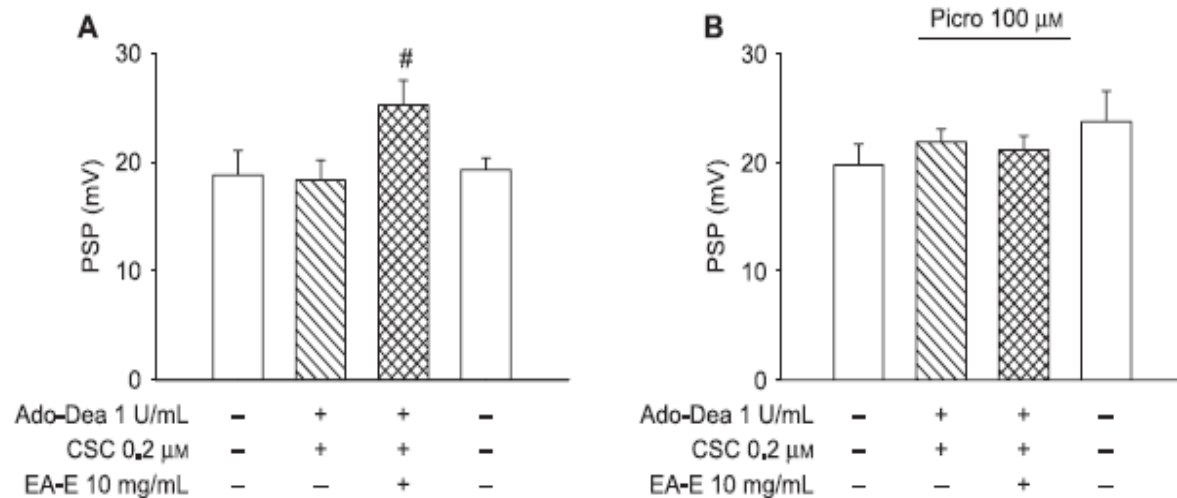 A
PSP (mV)
30
20
10
0
#
Ado-Dea 1 U/mL – + + –
CSC 0.2 μM – + + –
EA-E 10 mg/mL – – + –
B
Picro 100 μM
PSP (mV)
30
20
10
0
Ado-Dea 1 U/mL – + + –
CSC 0.2 μM – + + –
EA-E 10 mg/mL – – + –